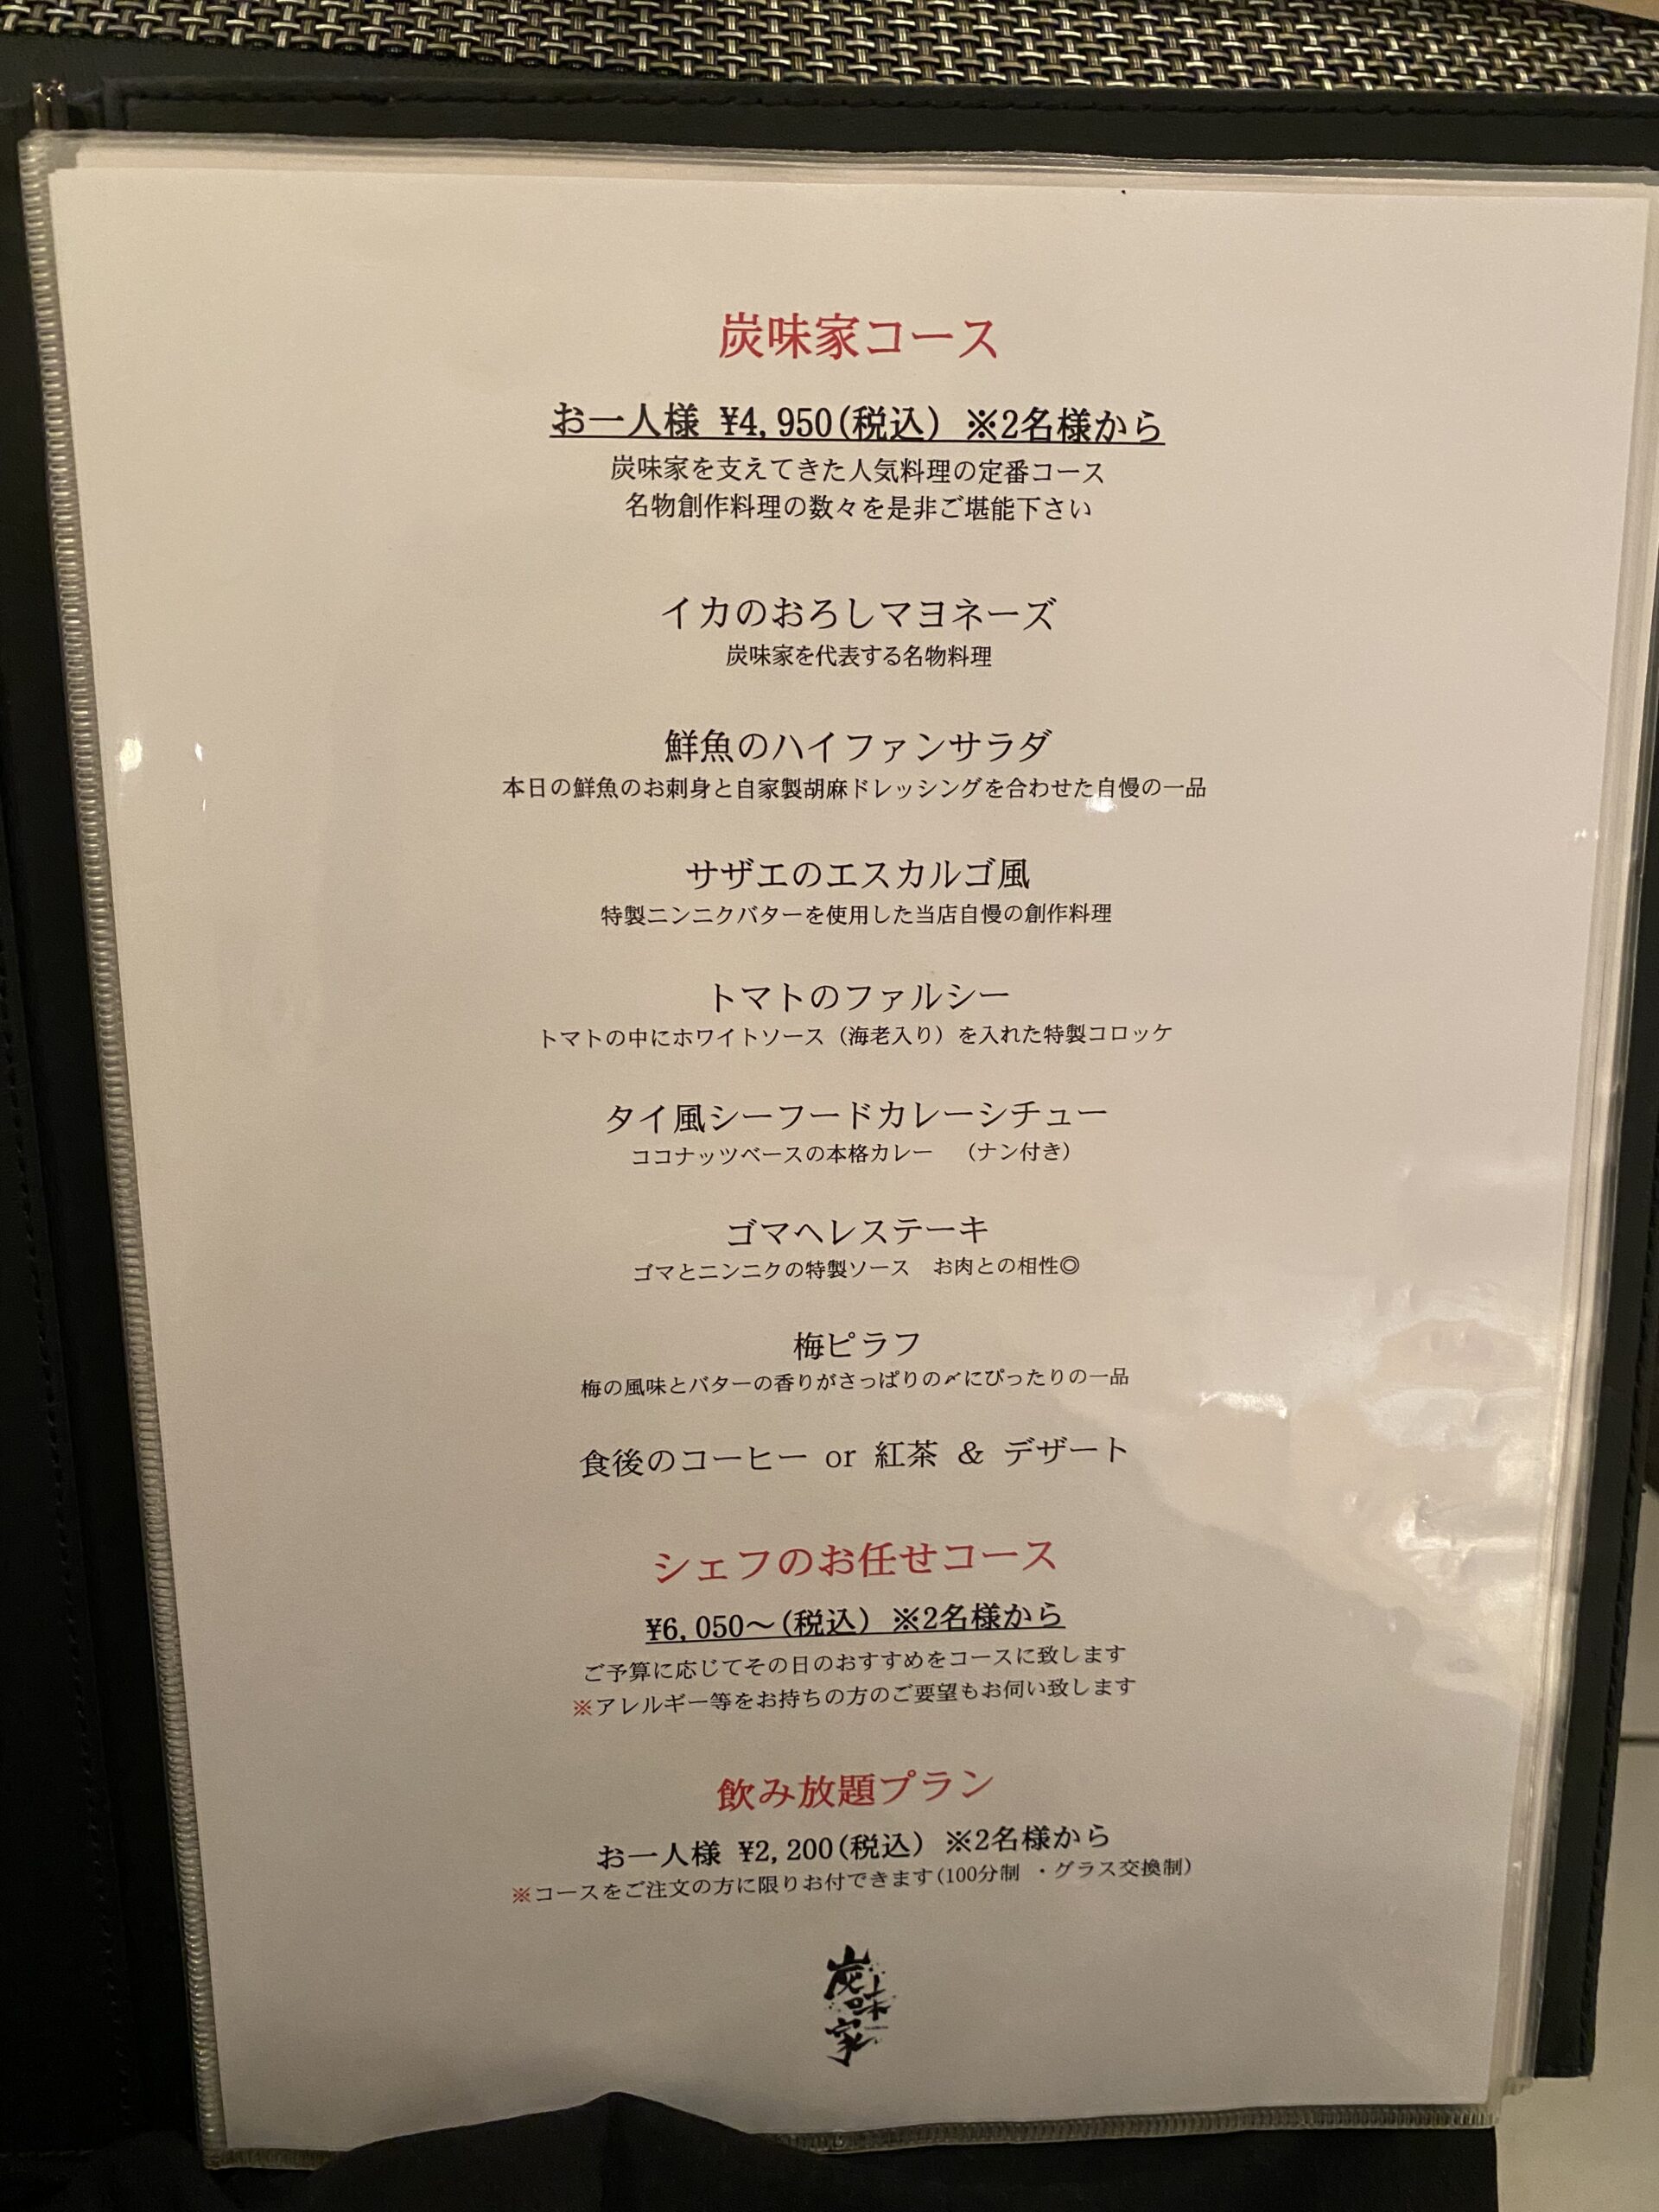 炭味家コース
お一人様 ¥4,950(税込) ※2名様から
炭味家を支えてきた人気料理の定番コース
名物創作料理の数々を是非ご堪能下さい
イカのおろしマヨネーズ
炭味家を代表する名物料理
鮮魚のハイファンサラダ
本日の鮮魚のお刺身と自家製胡麻ドレッシングを合わせた自慢の一品
サザエのエスカルゴ風
特製ニンニクバターを使用した当店自慢の創作料理
トマトのファルシー
トマトの中にホワイトソース（海老入り）を入れた特製コロッケ
タイ風シーフードカレーシチュー
ココナッツベースの本格カレー　（ナン付き）
ゴマヘレステーキ
ゴマとニンニクの特製ソース　お肉との相性◎
梅ピラフ
梅の風味とバターの香りがさっぱりの〆にぴったりの一品
食後のコーヒー or 紅茶 & デザート
シェフのお任せコース
¥6,050～(税込) ※2名様から
ご予算に応じてその日のおすすめをコースに致します
※アレルギー等をお持ちの方のご要望もお伺い致します
飲み放題プラン
お一人様 ¥2,200(税込) ※2名様から
※コースをご注文の方に限りお付できます(100分制 ・グラス交換制)
炭味家